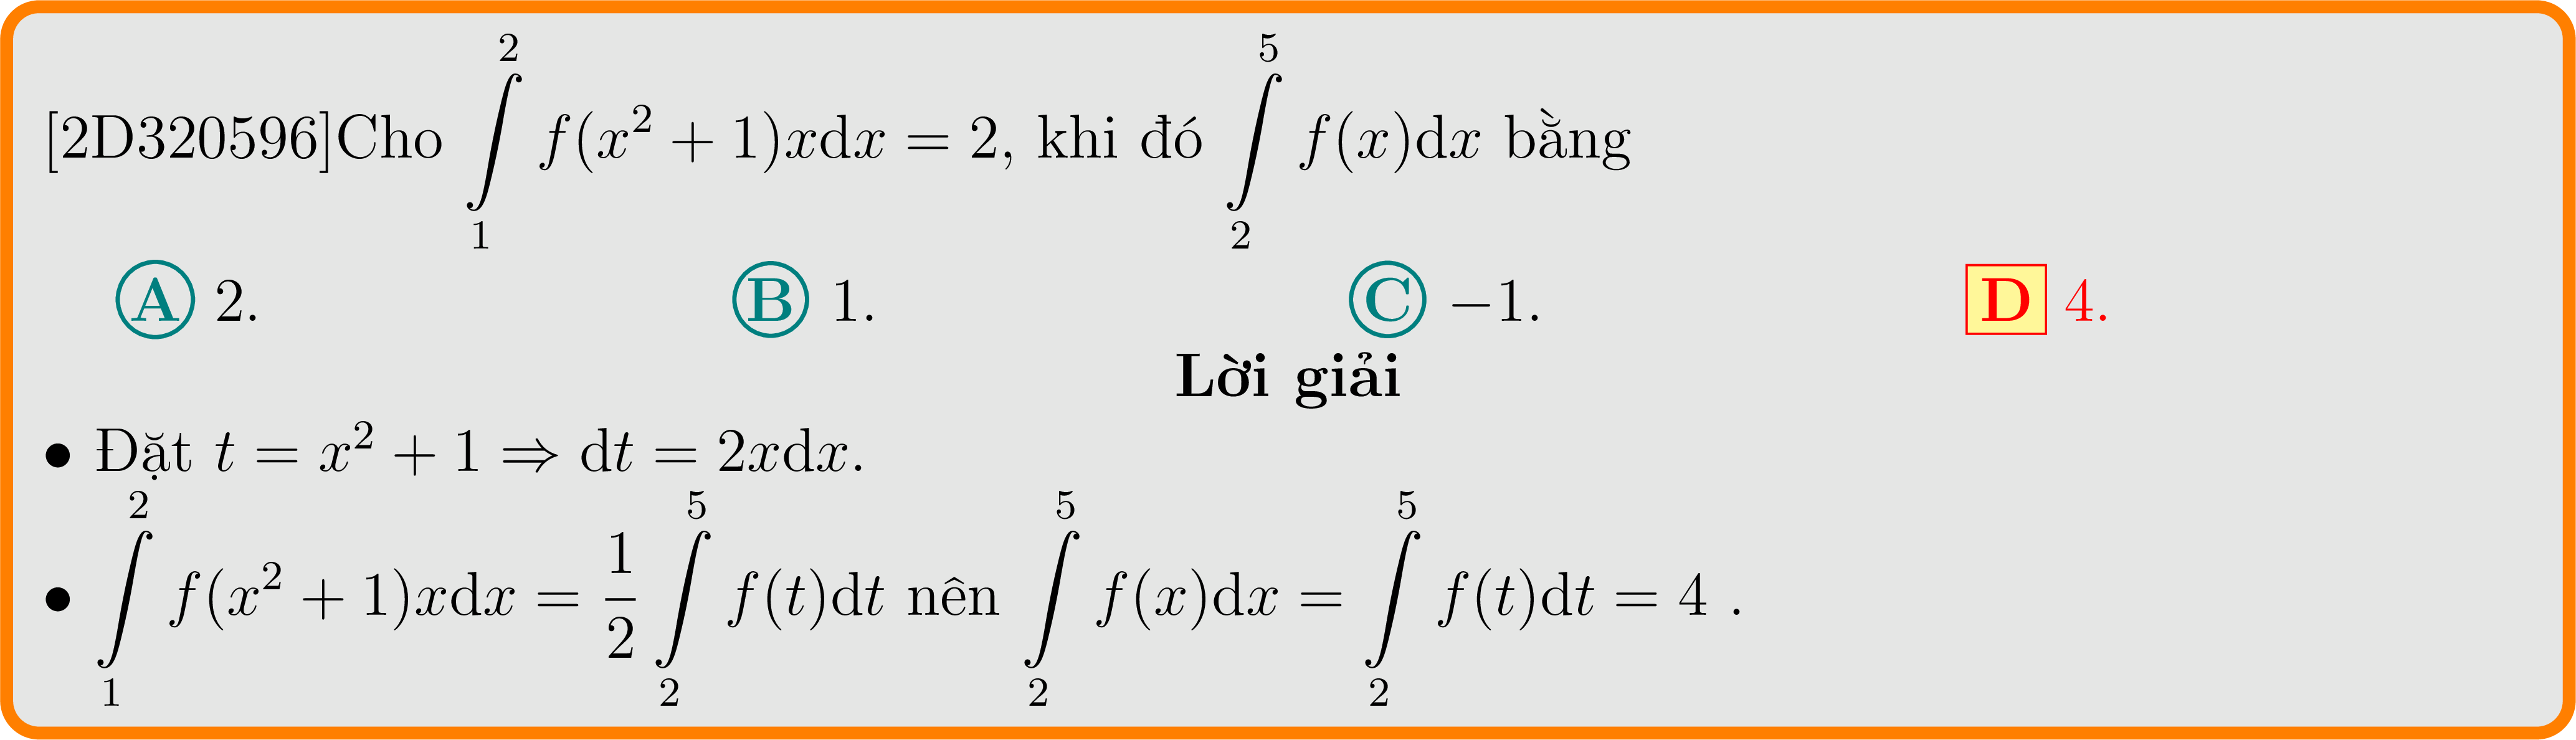 [2D320596]Cho $\int\limits_{1}^{2} f(x^2+1)x\mathrm{d}x = 2$, khi đó $\int\limits_{2}^{5} f(x)\mathrm{d}x$ bằng
A 2. B 1. C −1. D 4.
Lời giải
• Đặt $t = x^2 + 1 \Rightarrow \mathrm{d}t = 2x\mathrm{d}x$.
• $\int\limits_{1}^{2} f(x^2+1)x\mathrm{d}x = \frac{1}{2}\int\limits_{2}^{5} f(t)\mathrm{d}t$ nên $\int\limits_{2}^{5} f(x)\mathrm{d}x = \int\limits_{2}^{5} f(t)\mathrm{d}t = 4$ .